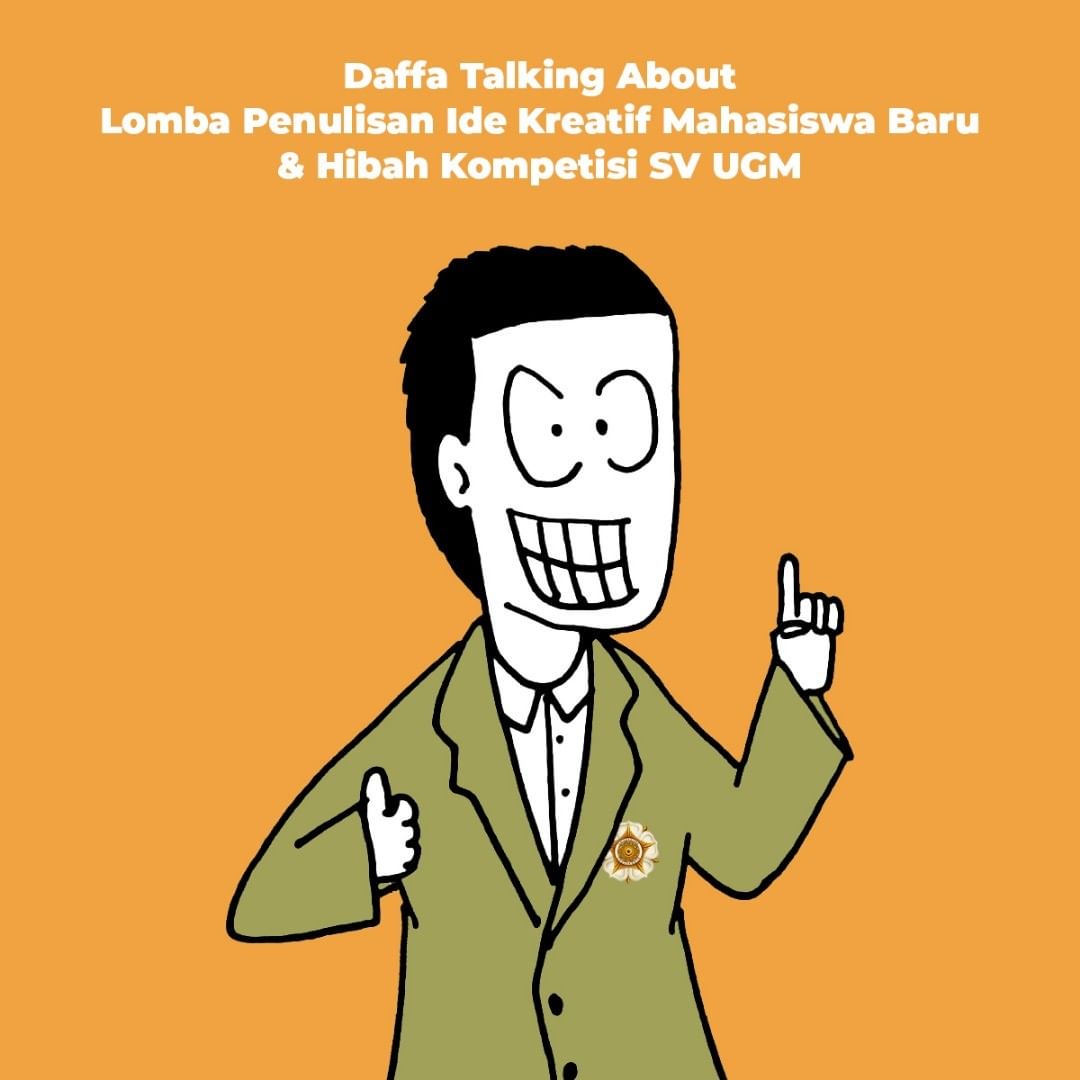 Daffa Talking About
Lomba Penulisan Ide Kreatif Mahasiswa Baru
& Hibah Kompetisi SV UGM